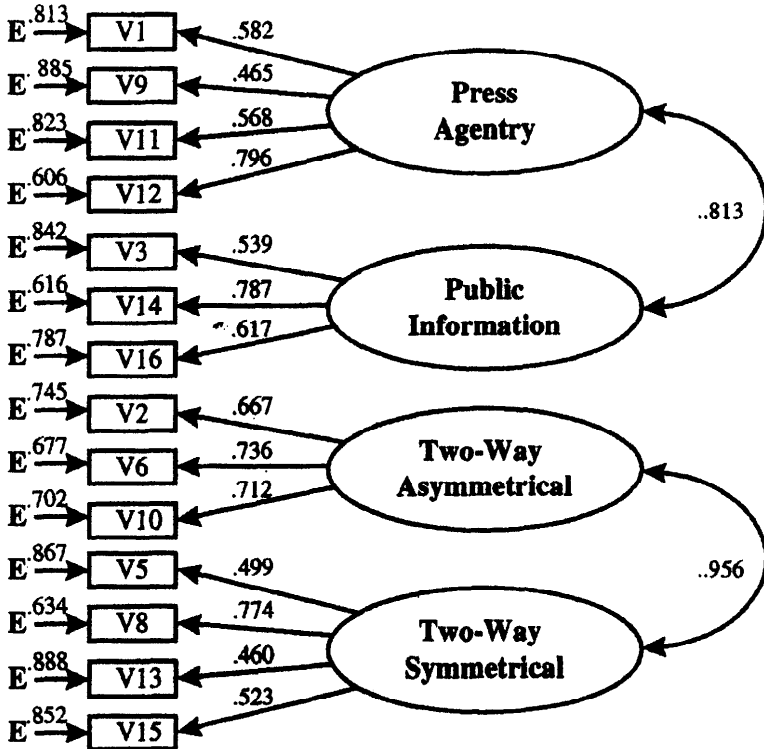 E .813 V1 .582
E .885 V9 .465
Press
Agentry
E .823 V11 .568
E .606 V12 .796
..813
E .842 V3 .539
E .616 V14 .787
Public
Information
E .787 V16 .617
E .745 V2 .667
E .677 V6 .736
Two-Way
Asymmetrical
E .702 V10 .712
E .867 V5 .499
..956
E .634 V8 .774
Two-Way
Symmetrical
E .888 V13 .460
E .852 V15 .523